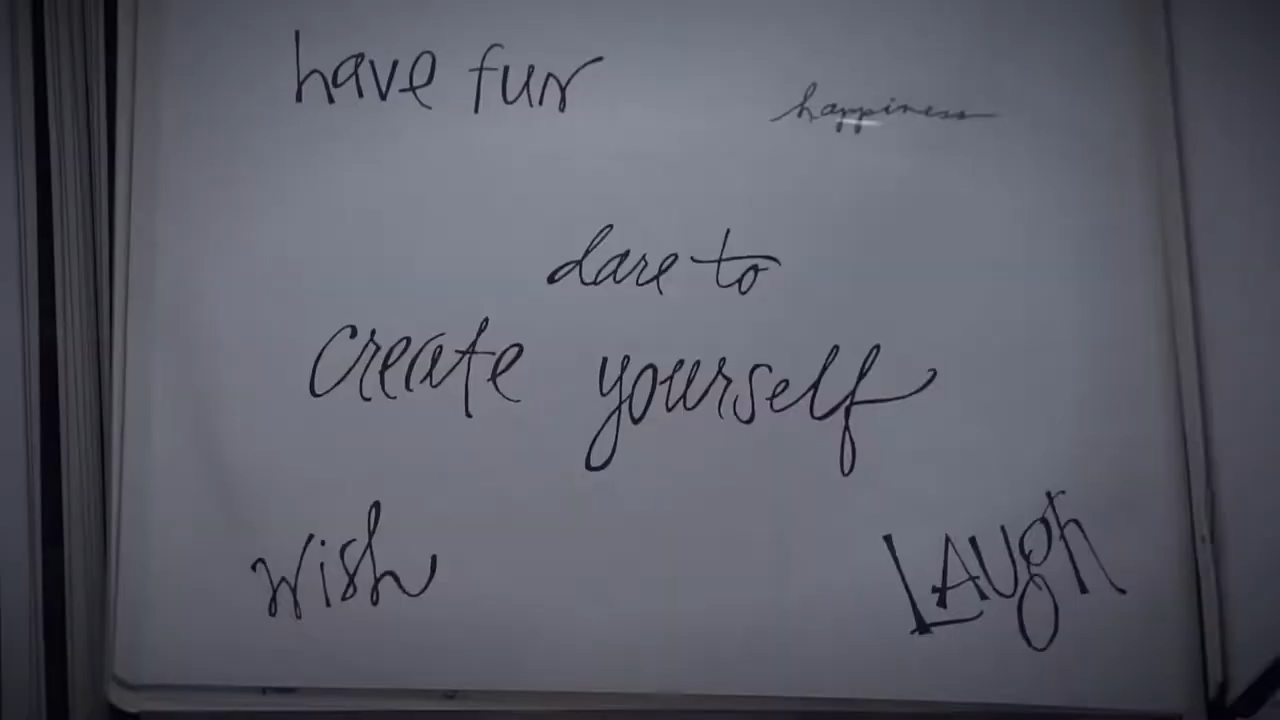 have fun
happiness
dare to
create yourself
wish
LAUgh